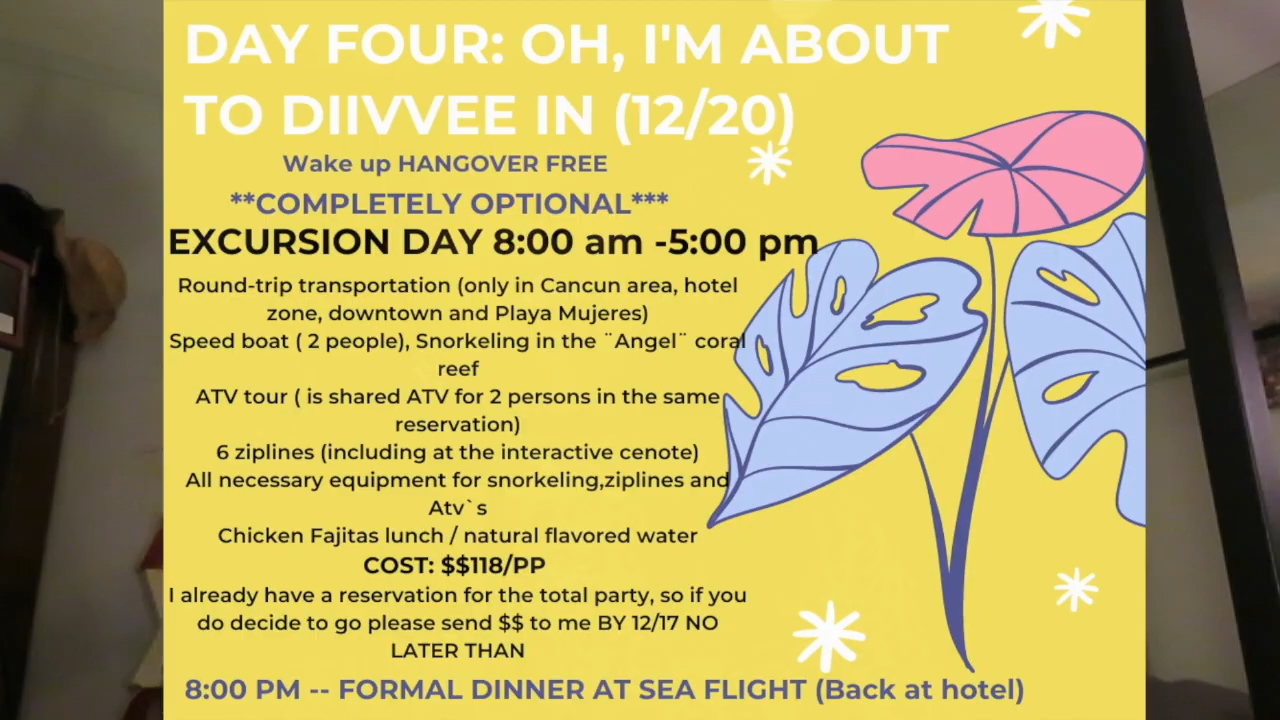 DAY FOUR: OH, I'M ABOUT
TO DIIVVEE IN (12/20)
Wake up HANGOVER FREE
**COMPLETELY OPTIONAL***
EXCURSION DAY 8:00 am -5:00 pm
Round-trip transportation (only in Cancun area, hotel
zone, downtown and Playa Mujeres)
Speed boat ( 2 people), Snorkeling in the ¨Angel¨ coral
reef
ATV tour ( is shared ATV for 2 persons in the same
reservation)
6 ziplines (including at the interactive cenote)
All necessary equipment for snorkeling,ziplines and
Atv`s
Chicken Fajitas lunch / natural flavored water
COST: $$118/PP
I already have a reservation for the total party, so if you
do decide to go please send $$ to me BY 12/17 NO
LATER THAN
8:00 PM -- FORMAL DINNER AT SEA FLIGHT (Back at hotel)